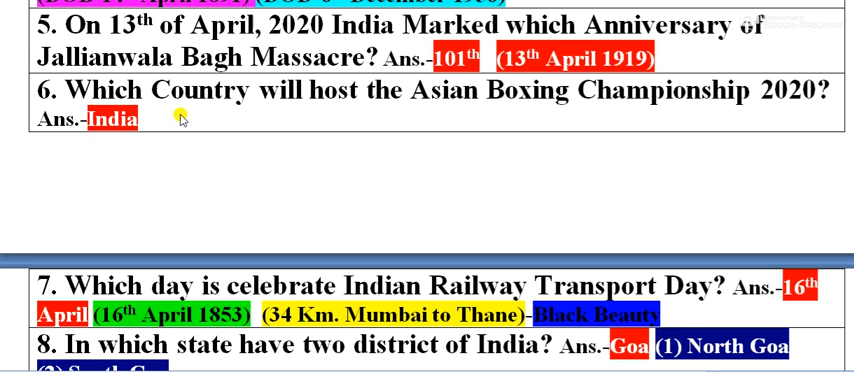 5. On 13th of April, 2020 India Marked which Anniversary of
Jallianwala Bagh Massacre? Ans.-101th (13th April 1919)
6. Which Country will host the Asian Boxing Championship 2020?
Ans.-India
7. Which day is celebrate Indian Railway Transport Day? Ans.-16th
April (16th April 1853) (34 Km. Mumbai to Thane)-Black Beauty
8. In which state have two district of India? Ans.-Goa (1) North Goa